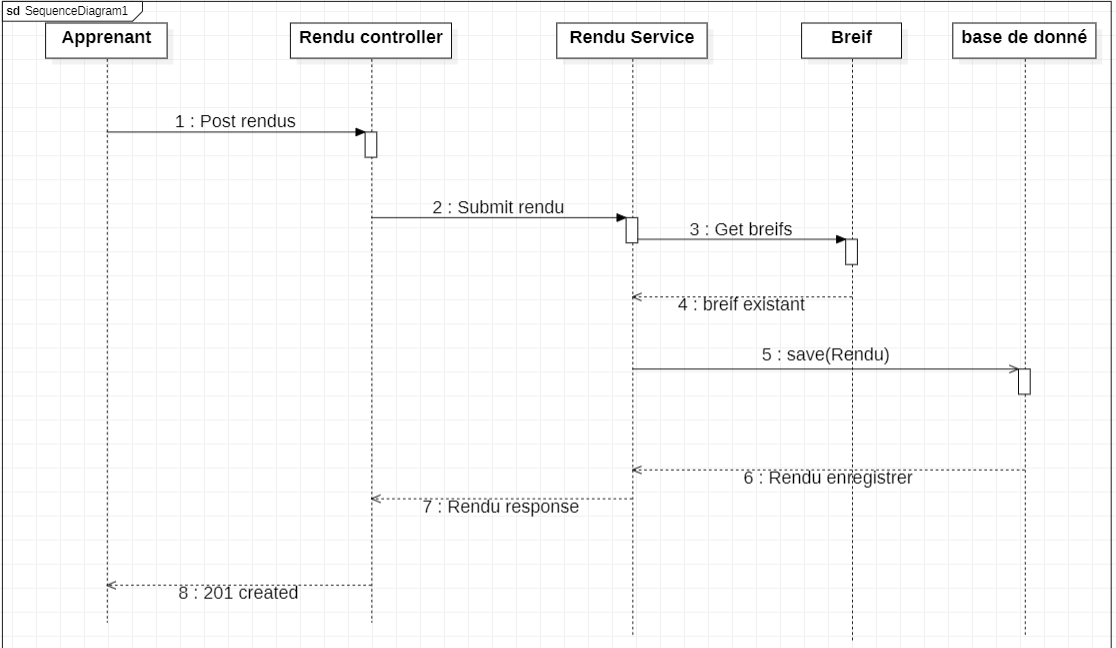 sd SequenceDiagram1
Apprenant
Rendu controller
Rendu Service
Breif
base de donné
1 : Post rendus
2 : Submit rendu
3 : Get breifs
4 : breif existant
5 : save(Rendu)
6 : Rendu enregistrer
7 : Rendu response
8 : 201 created